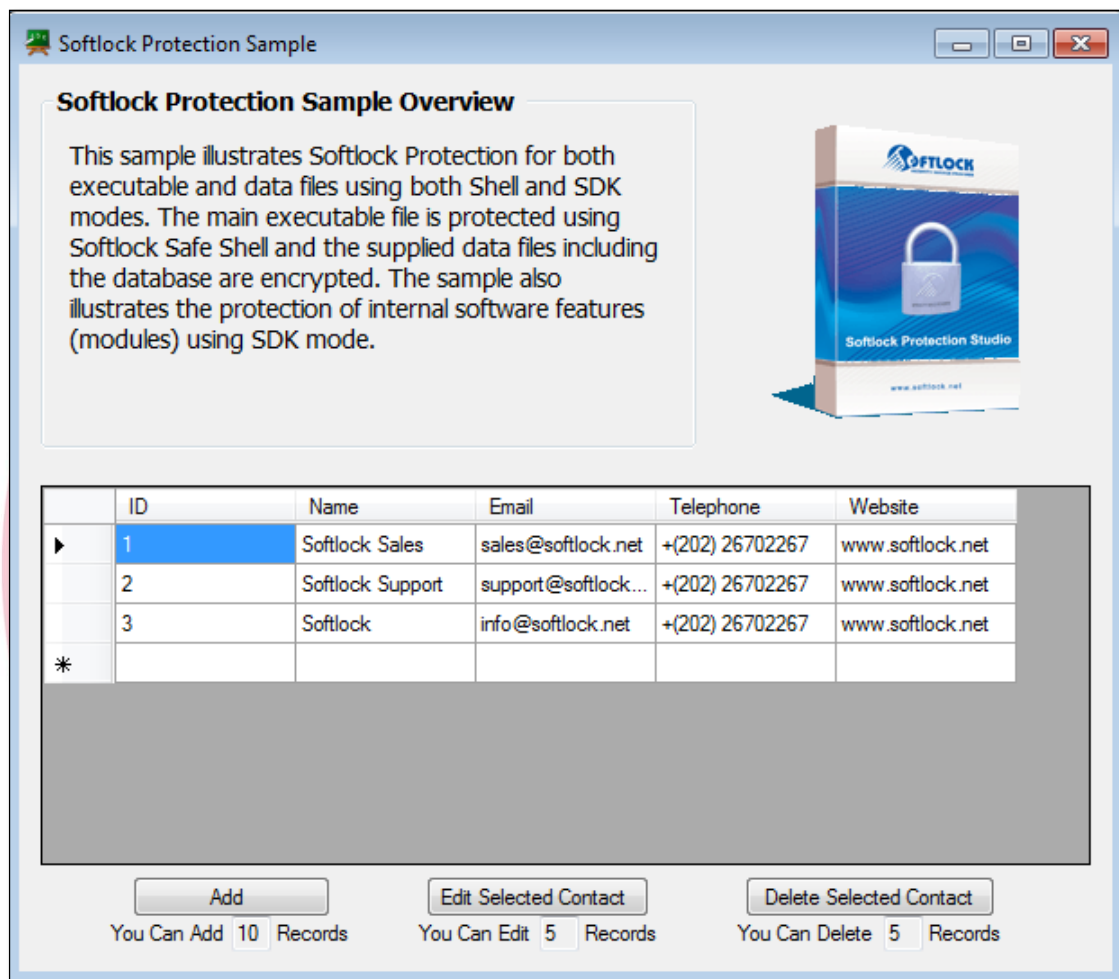 Softlock Protection Sample
Softlock Protection Sample Overview
This sample illustrates Softlock Protection for both
executable and data files using both Shell and SDK
modes. The main executable file is protected using
Softlock Safe Shell and the supplied data files including
the database are encrypted. The sample also
illustrates the protection of internal software features
(modules) using SDK mode.
SOFTLOCK
Softlock Protection Studio
www.softlock.net
ID Name Email Telephone Website
1 Softlock Sales sales@softlock.net +(202) 26702267 www.softlock.net
2 Softlock Support support@softlock... +(202) 26702267 www.softlock.net
3 Softlock info@softlock.net +(202) 26702267 www.softlock.net
Add Edit Selected Contact Delete Selected Contact
You Can Add 10 Records You Can Edit 5 Records You Can Delete 5 Records